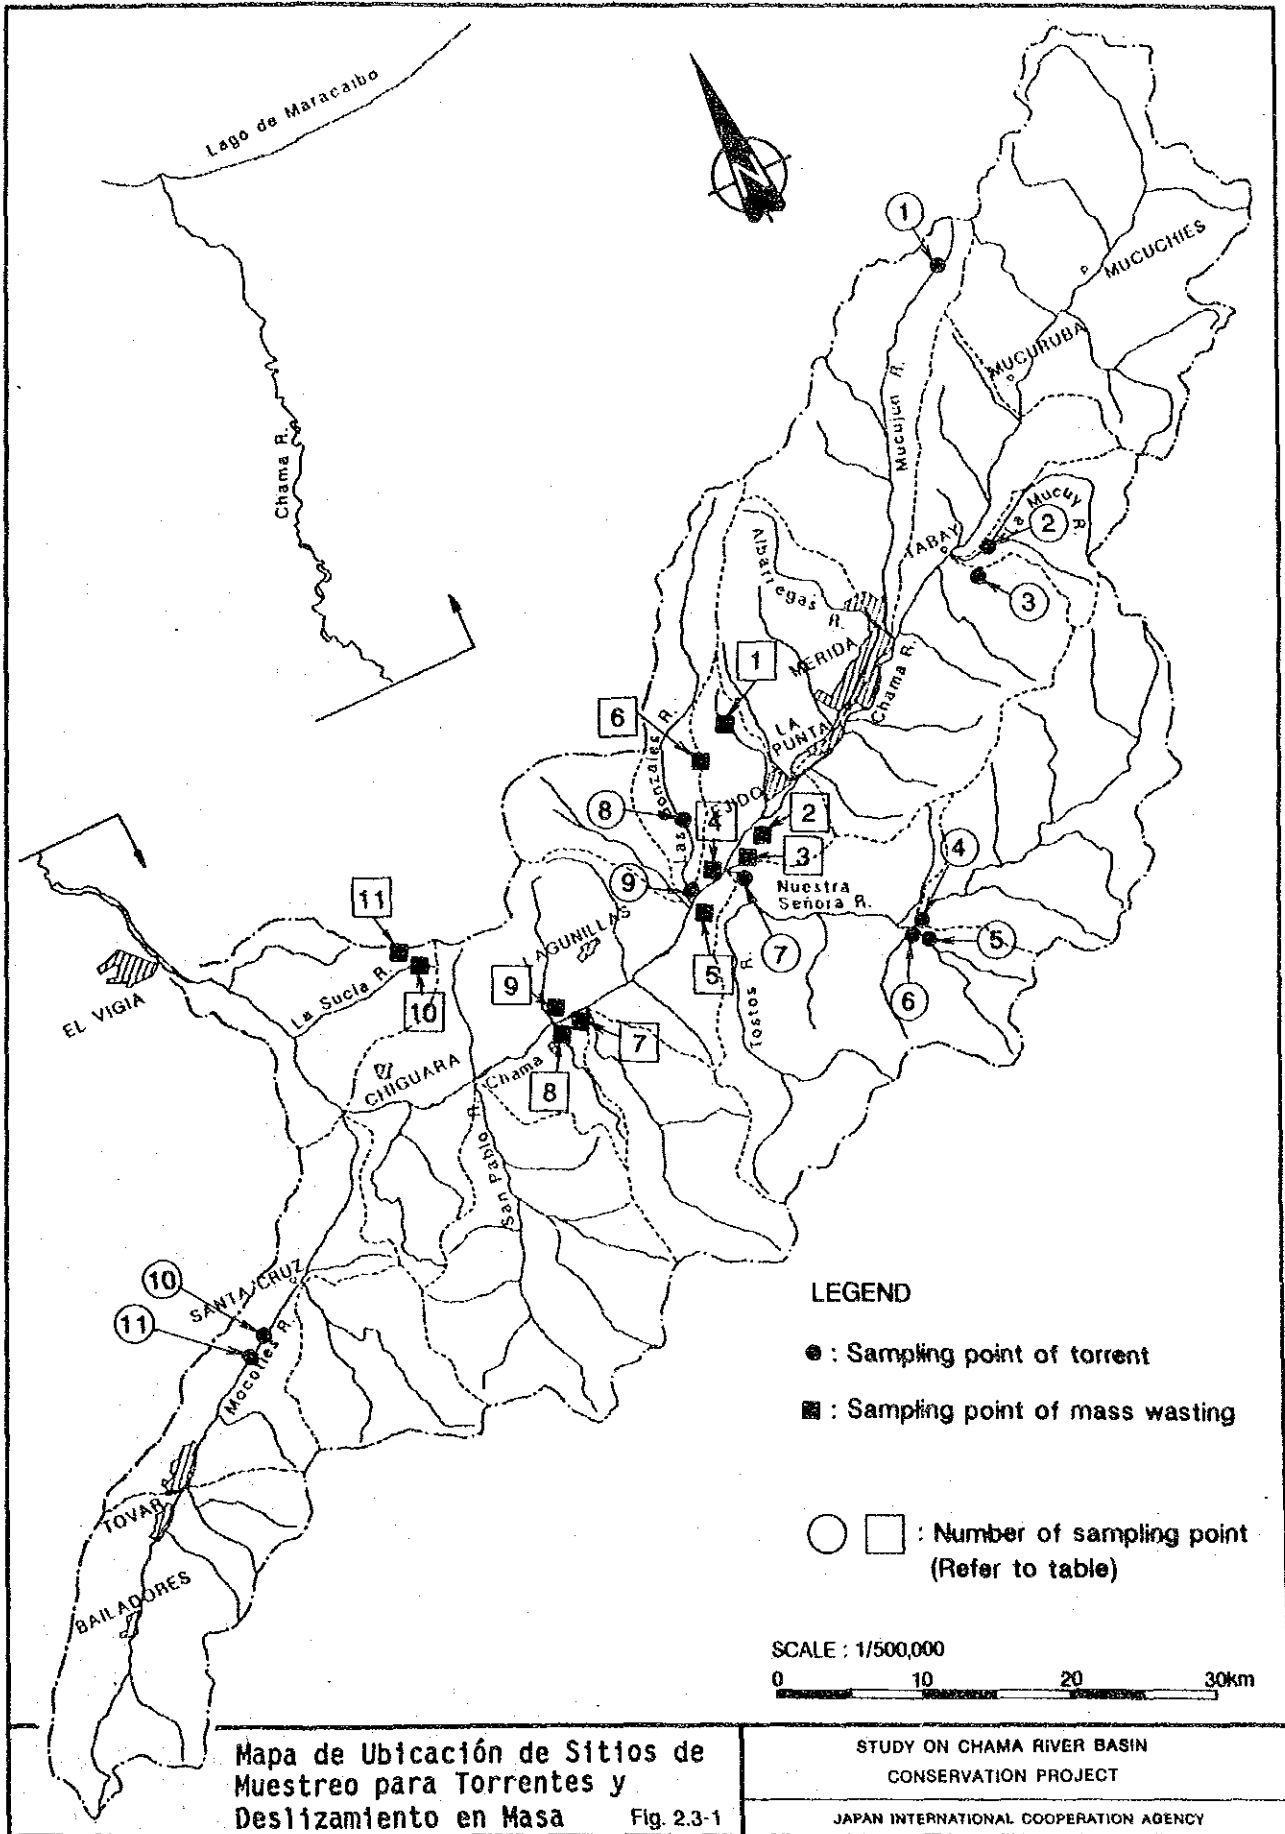 Lago de Maracaibo
Chama R.
1
MUCUCHIES
MUCURUBA
Mucujun R.
La Mucuy R.
2
TABAY
3
Albarregas R.
MERIDA
Chama R.
1
LA
PUNTA
6
Las Gonzales R.
EJIDO
8
4
2
3
4
9
Nuestra
Señora R.
7
5
6
5
Tostos R.
LAGUNILLAS
11
10
La Sucia R.
EL VIGIA
9
7
8
Chama R.
CHIGUARA
San Pablo R.
SANTA CRUZ
10
11
Mocoties R.
TOVAR R.
BAILADORES
LEGEND
: Sampling point of torrent
: Sampling point of mass wasting
: Number of sampling point
(Refer to table)
SCALE : 1/500,000
0 10 20 30km
Mapa de Ubicación de Sitios de
Muestreo para Torrentes y
Deslizamiento en Masa Fig. 2.3-1
STUDY ON CHAMA RIVER BASIN
CONSERVATION PROJECT
JAPAN INTERNATIONAL COOPERATION AGENCY